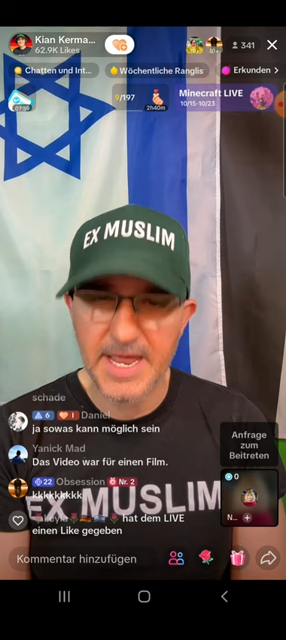 Kian Kerma...
62.9K Likes
341
Chatten und Int...
Wöchentliche Ranglis
Erkunden >
9/197
2h40m
Minecraft LIVE
10/15-10/23
EX MUSLIM
schade
6
1
Daniel
ja sowas kann möglich sein
Anfrage
zum
Beitreten
Yanick Mad
Das Video war für einen Film.
22 Obsession Nr. 2
kkkkkkkkk
EX MUSLIM
0
N...
hat dem LIVE
einen Like gegeben
Kommentar hinzufügen